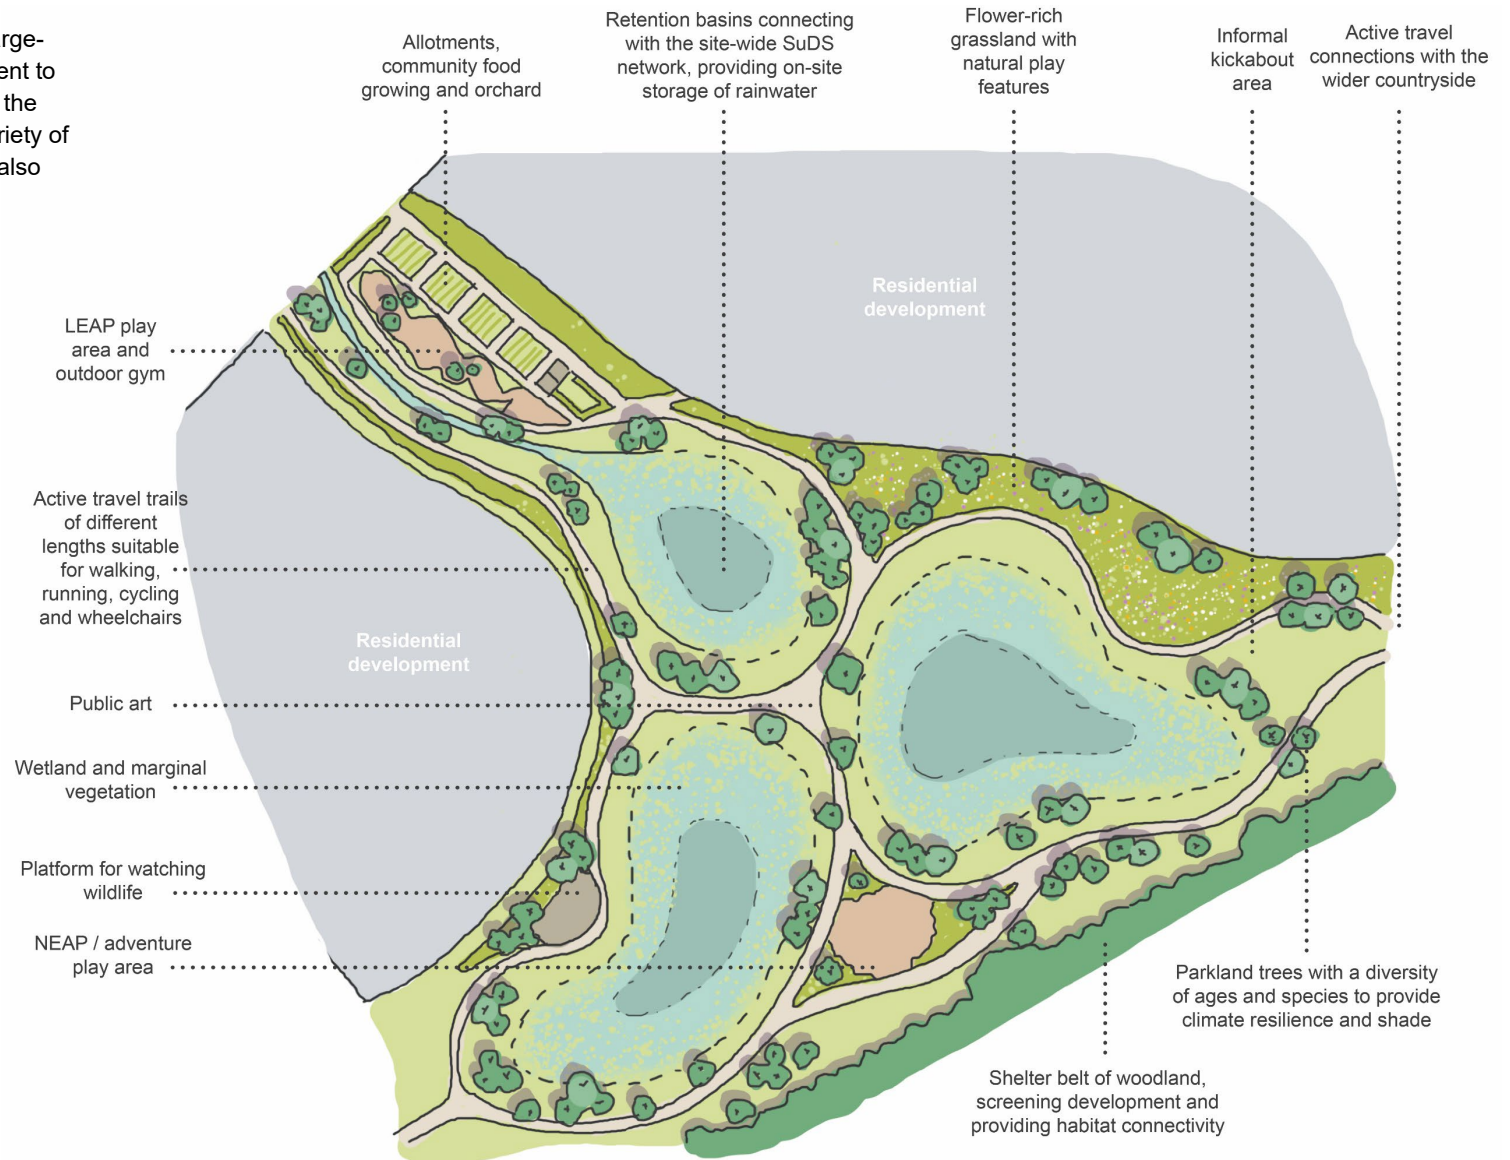 ent to
the
riety of
also
Allotments,
community food
growing and orchard
Retention basins connecting
with the site-wide SuDS
network, providing on-site
storage of rainwater
Flower-rich
grassland with
natural play
features
Informal
kickabout
area
Active travel
connections with the
wider countryside
Residential
development
LEAP play
area and
outdoor gym
Active travel trails
of different
lengths suitable
for walking,
running, cycling
and wheelchairs
Residential
development
Public art
Wetland and marginal
vegetation
Platform for watching
wildlife
NEAP / adventure
play area
Parkland trees with a diversity
of ages and species to provide
climate resilience and shade
Shelter belt of woodland,
screening development and
providing habitat connectivity